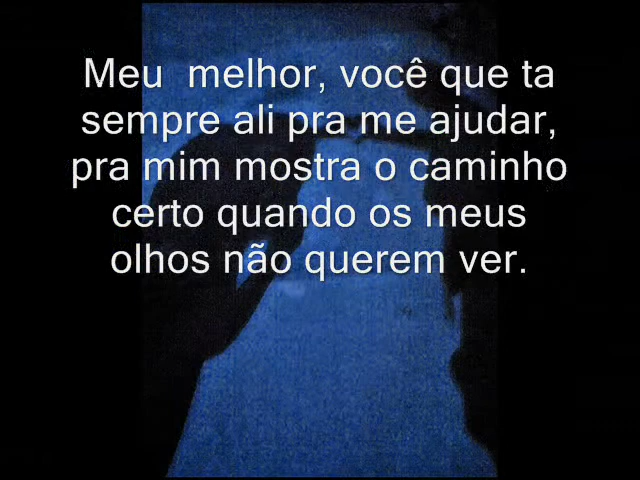 Meu  melhor, você que ta
sempre ali pra me ajudar,
pra mim mostra o caminho
certo quando os meus
olhos não querem ver.